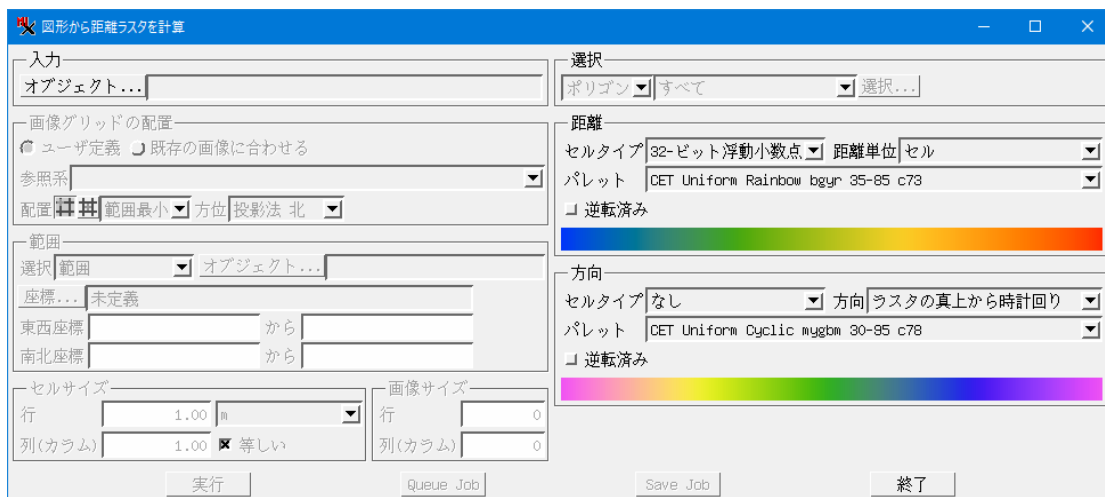 図形から距離ラスタを計算
入力
オブジェクト...
画像グリッドの配置
ユーザ定義 既存の画像に合わせる
参照系
配置 範囲最小 方位 投影法 北
範囲
選択 範囲 オブジェクト...
座標... 未定義
東西座標 から
南北座標 から
セルサイズ
行 1.00 m
列(カラム) 1.00 等しい
画像サイズ
行 0
列(カラム) 0
選択
ポリゴン すべて 選択...
距離
セルタイプ 32-ビット浮動小数点 距離単位 セル
パレット CET Uniform Rainbow bgyr 35-85 c73
逆転済み
方向
セルタイプ なし 方向 ラスタの真上から時計回り
パレット CET Uniform Cyclic mygbm 30-95 c78
逆転済み
実行 Queue Job Save Job 終了